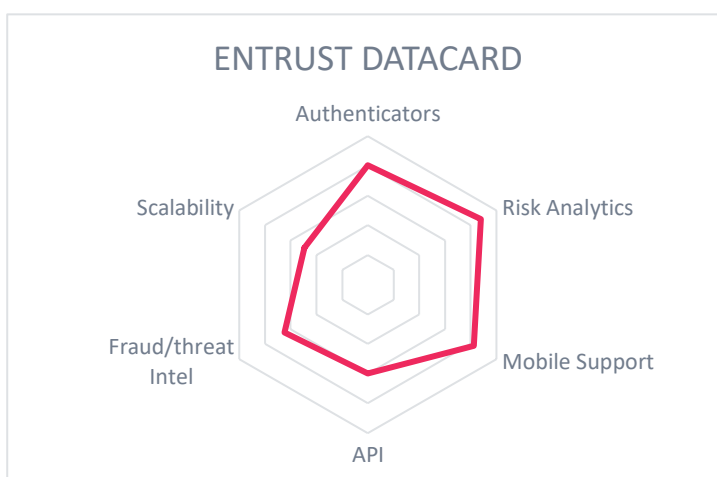 ENTRUST DATACARD
Authenticators
Scalability
Risk Analytics
Fraud/threat
Intel
Mobile Support
API